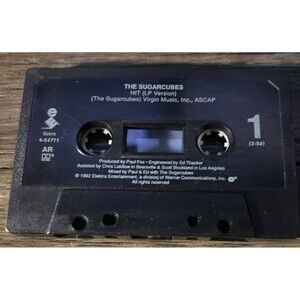 THE SUGARCUBES
HIT (LP Version)
(The Sugarcubes) Virgin Music, Inc., ASCAP
Elektra
4-64771
AR
1
(3:54)
Produced by Paul Fox • Engineered by Ed Thacker
Assisted by Chris Laidlaw in Bearsville & Scott Blockland in Los Angeles
Mixed by Paul & Ed with The Sugarcubes
© 1992 Elektra Entertainment, a division of Warner Communications, Inc.
All rights reserved.